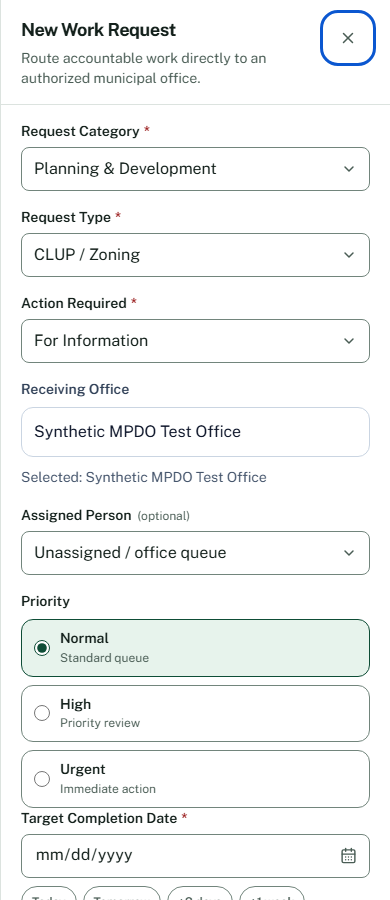 New Work Request
Route accountable work directly to an
authorized municipal office.
Request Category *
Planning & Development
Request Type *
CLUP / Zoning
Action Required *
For Information
Receiving Office
Synthetic MPDO Test Office
Selected: Synthetic MPDO Test Office
Assigned Person (optional)
Unassigned / office queue
Priority
Normal
Standard queue
High
Priority review
Urgent
Immediate action
Target Completion Date *
mm/dd/yyyy